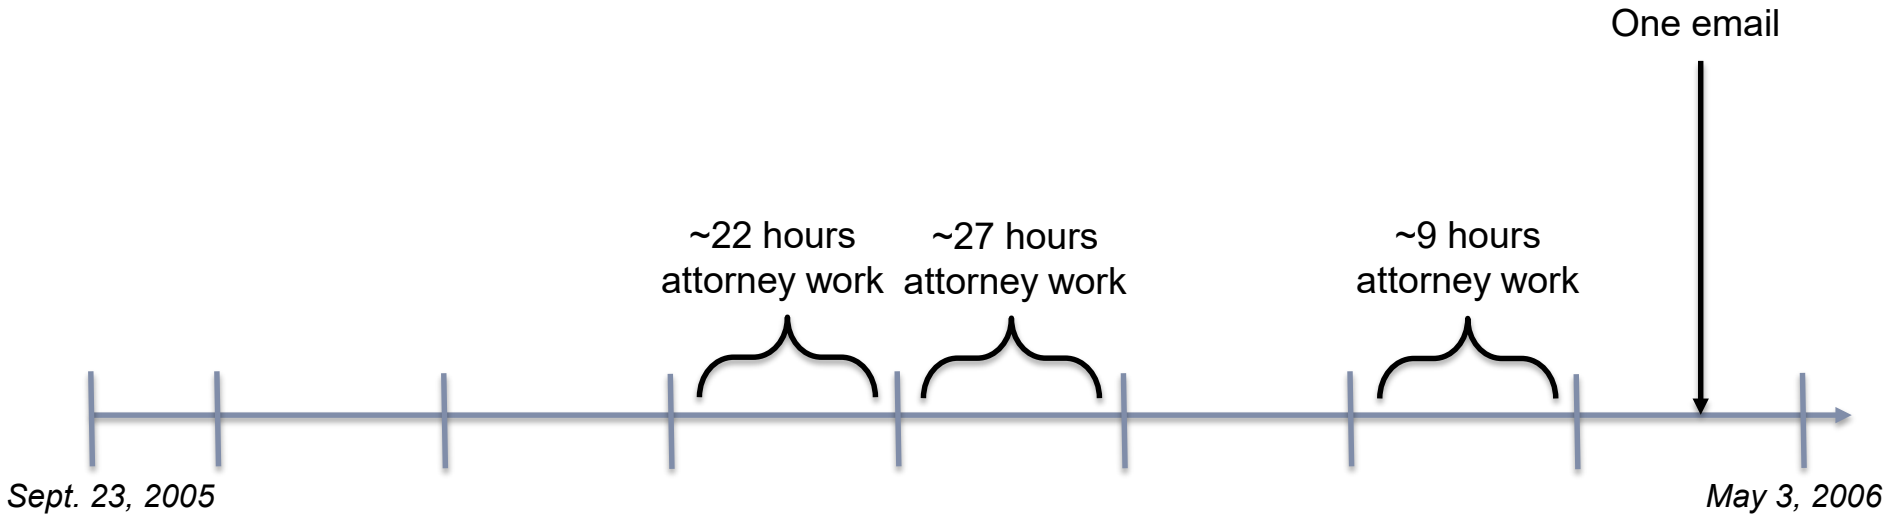 One email
~22 hours
attorney work
~27 hours
attorney work
~9 hours
attorney work
Sept. 23, 2005
May 3, 2006